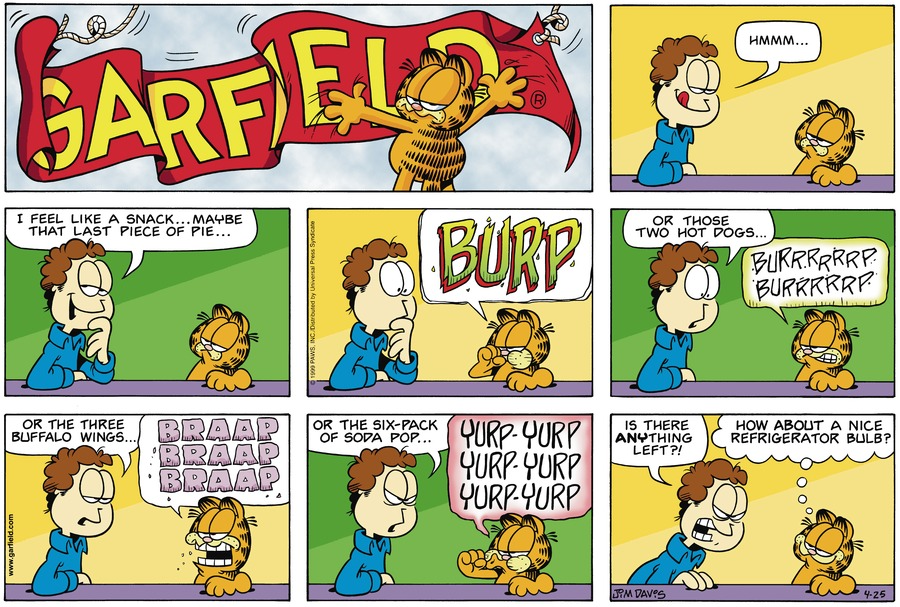 GARFIELD
®
HMMM...
I FEEL LIKE A SNACK...MAYBE
THAT LAST PIECE OF PIE...
© 1999 PAWS, INC./Distributed by Universal Press Syndicate
BURP
OR THOSE
TWO HOT DOGS...
BURRRRRRP
BURRRRRRP
www.garfield.com
OR THE THREE
BUFFALO WINGS...
BRAAP
BRAAP
BRAAP
OR THE SIX-PACK
OF SODA POP...
YURP-YURP
YURP-YURP
YURP-YURP
IS THERE
ANYTHING
LEFT?!
HOW ABOUT A NICE
REFRIGERATOR BULB?
JIM DAVIS
4-25